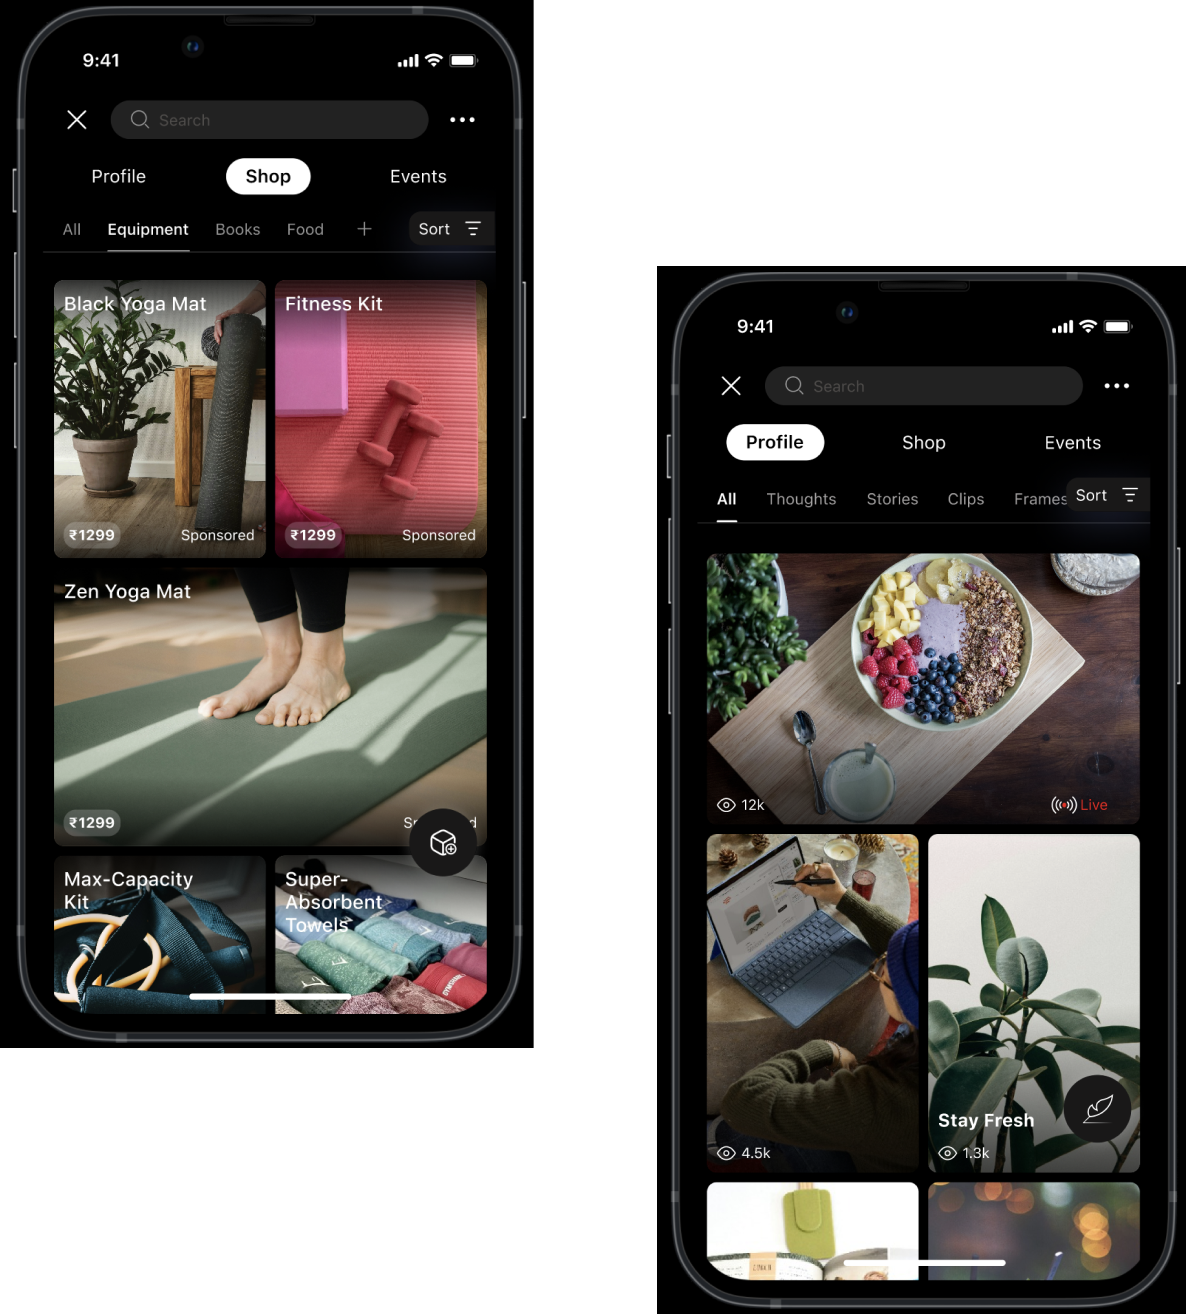 9:41
Search
Profile Shop Events
All Equipment Books Food + Sort
Black Yoga Mat
₹1299 Sponsored
Fitness Kit
₹1299 Sponsored
Zen Yoga Mat
₹1299
Max-Capacity
Kit
Super-
Absorbent
Towels
9:41
Search
Profile Shop Events
All Thoughts Stories Clips Frames Sort
12k Live
4.5k
Stay Fresh
1.3k